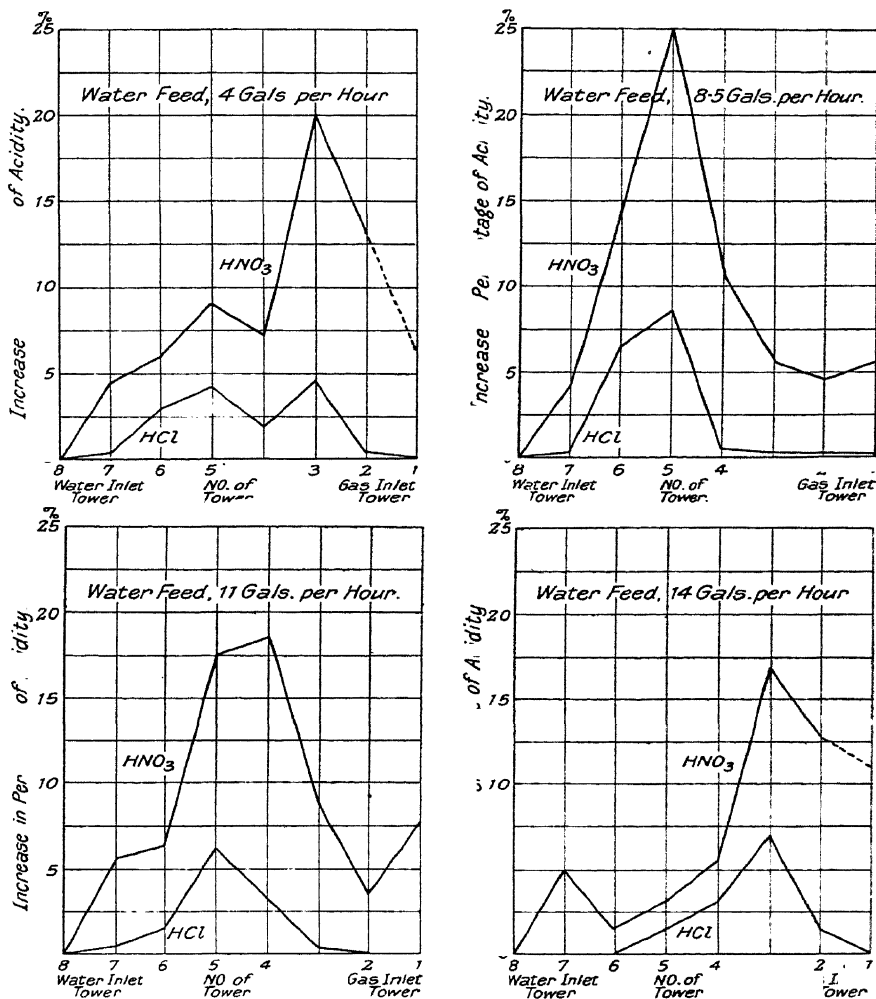 %
25
Water Feed, 4 Gals per Hour
20
15
10
5
Increase of Acidity.
HNO3
HCl
8 7 6 5 3 2 1
Water Inlet Tower
NO. of Tower
Gas Inlet Tower
%
25
Water Feed, 8·5 Gals. per Hour.
20
15
10
5
HNO3
HCl
8 7 6 5 4 2
Water Inlet Tower
NO. of Tower.
Gas Inlet Tower
%
25
Water Feed, 11 Gals. per Hour.
20
15
10
5
Increase in Per of
HNO3
HCl
8 7 6 5 4 2 1
Water Inlet Tower
NO of Tower
Gas Inlet Tower
%
25
Water Feed, 14 Gals. per Hour
20
15
10
of
HNO3
HCl
8 7 6 5 4 2 1
Water Inlet Tower
NO. of Tower
Tower